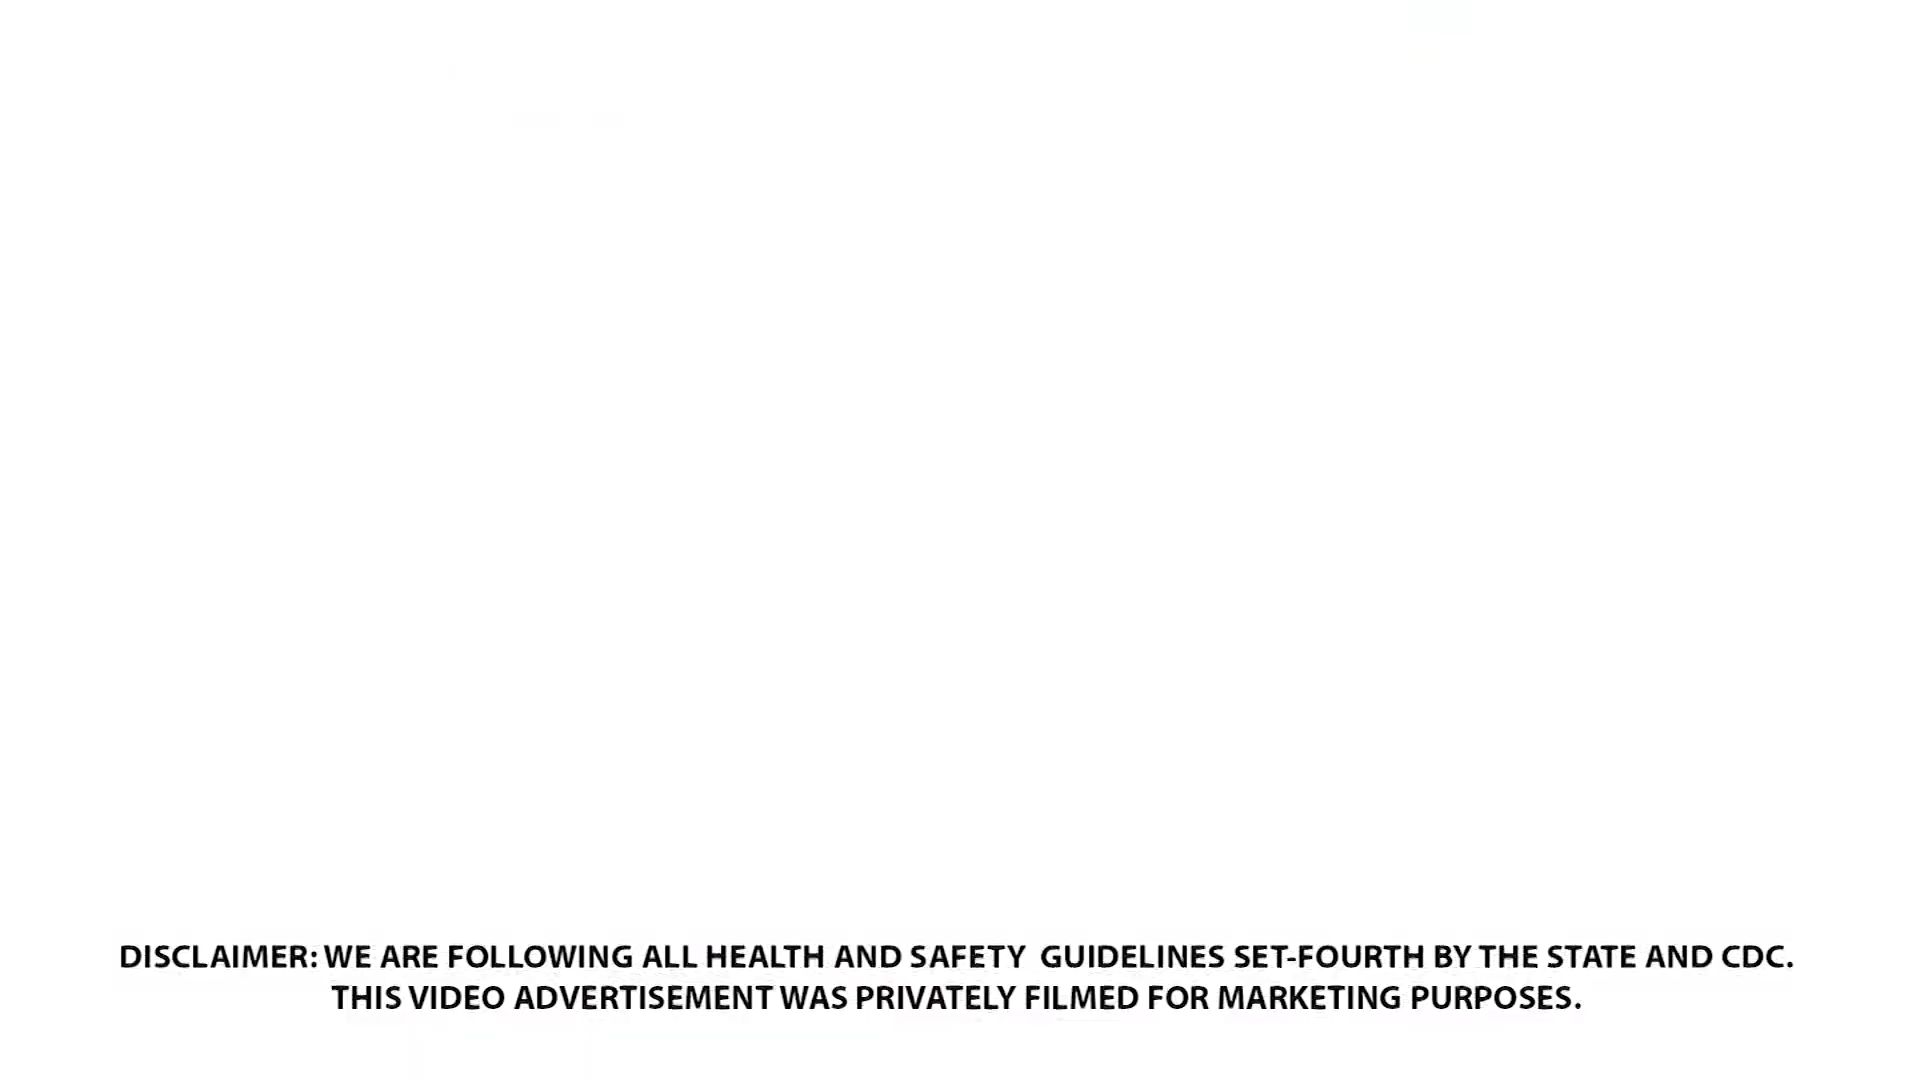 DISCLAIMER: WE ARE FOLLOWING ALL HEALTH AND SAFETY GUIDELINES SET-FOURTH BY THE STATE AND CDC.
THIS VIDEO ADVERTISEMENT WAS PRIVATELY FILMED FOR MARKETING PURPOSES.